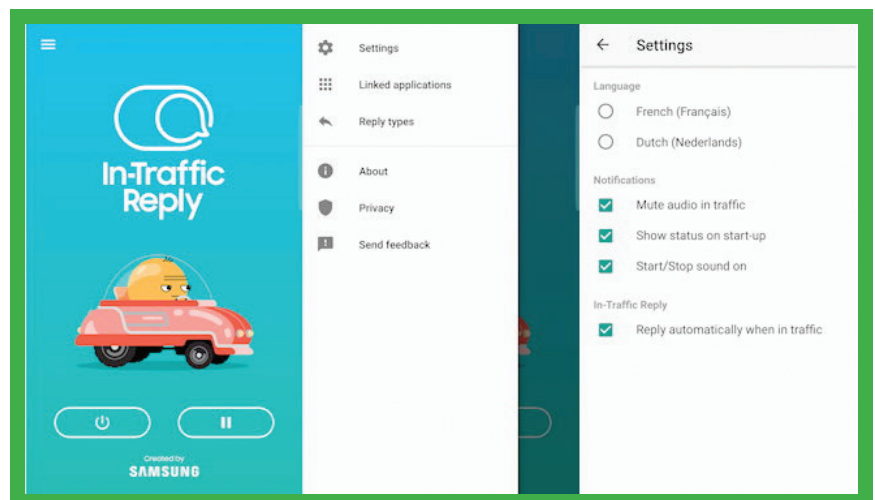 In-Traffic
Reply
Created by
SAMSUNG
Settings
Linked applications
Reply types
About
Privacy
Send feedback
Settings
Language
French (Français)
Dutch (Nederlands)
Notifications
Mute audio in traffic
Show status on start-up
Start/Stop sound on
In-Traffic Reply
Reply automatically when in traffic